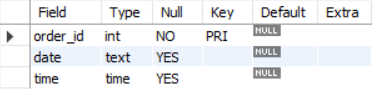 Field Type Null Key Default Extra
order_id int NO PRI NULL
date text YES NULL
time time YES NULL